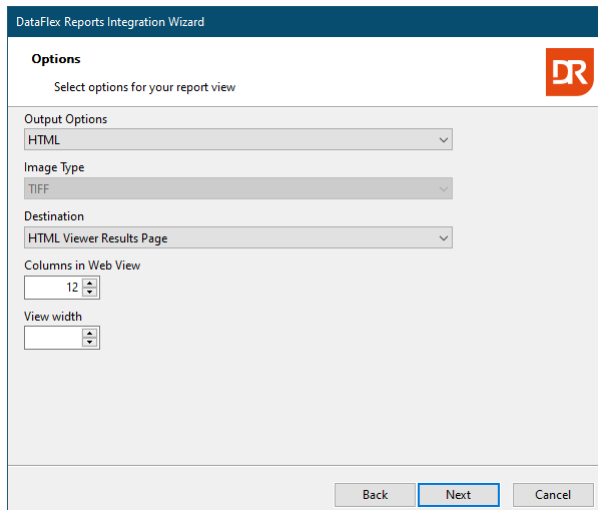 DataFlex Reports Integration Wizard
Options
Select options for your report view
DR
Output Options
HTML
Image Type
TIFF
Destination
HTML Viewer Results Page
Columns in Web View
12
View width
Back Next Cancel